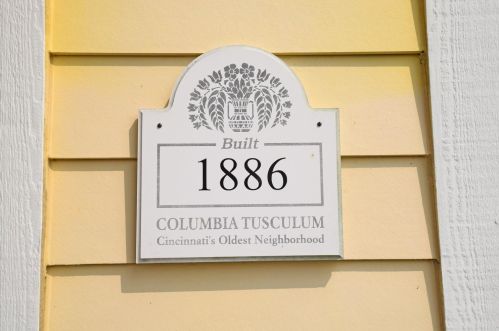 Built
1886
COLUMBIA TUSCULUM
Cincinnati's Oldest Neighborhood